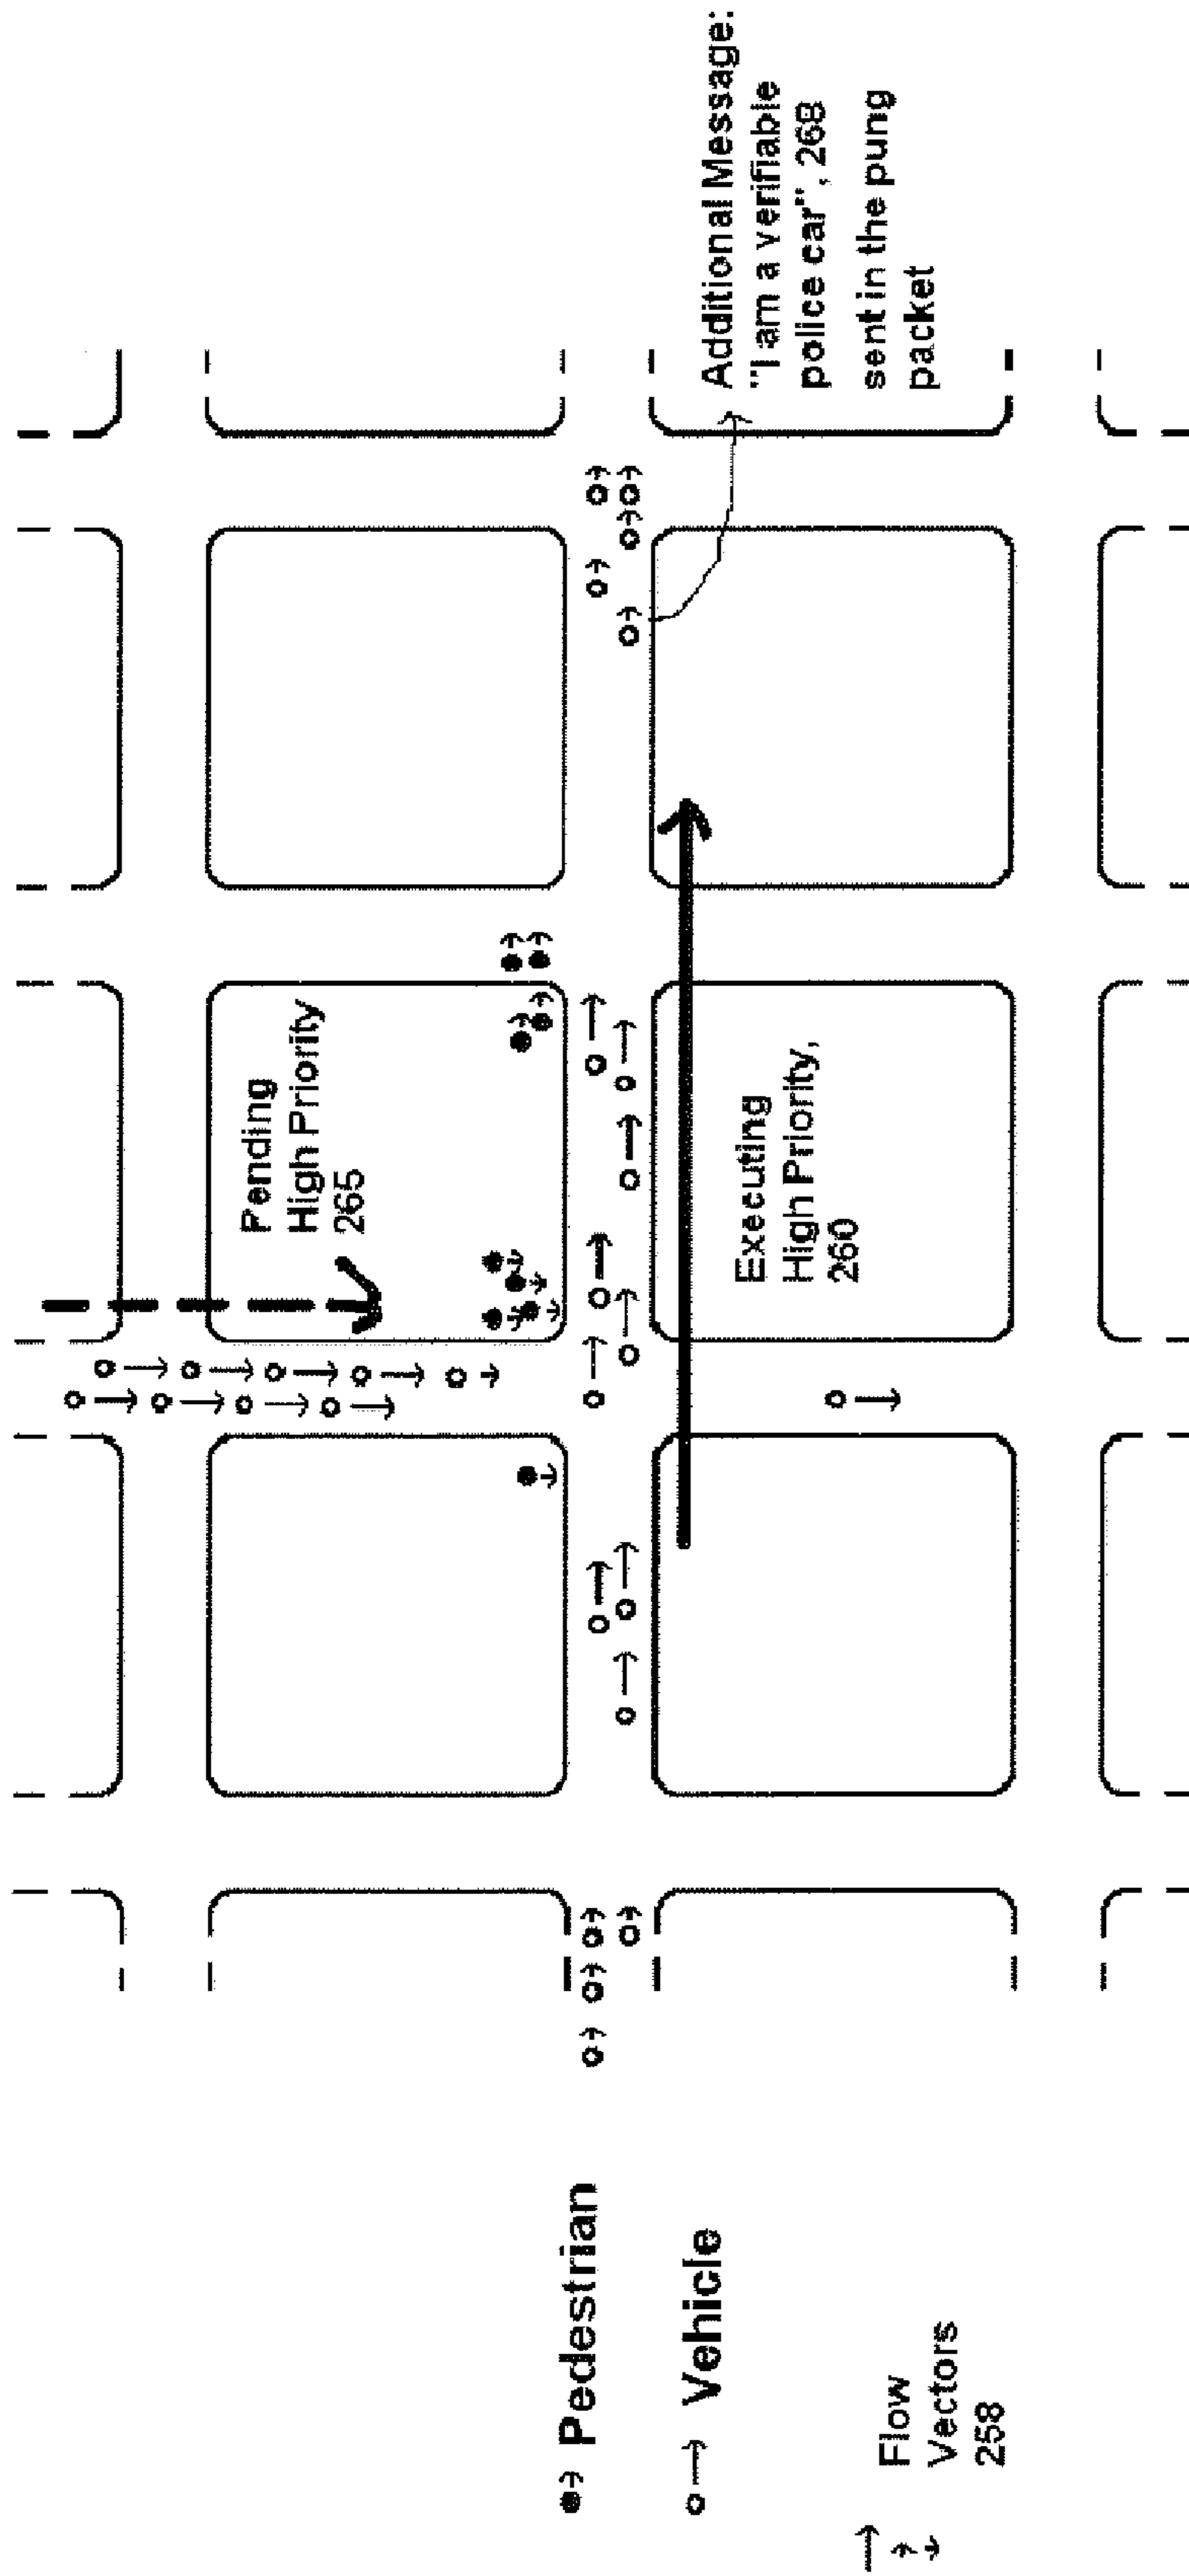 Additional Message:
"I am a verifiable
police car", 268
sent in the pung
packet
Pending
High Priority
265
Executing
High Priority,
260
Pedestrian
Vehicle
Flow
Vectors
258